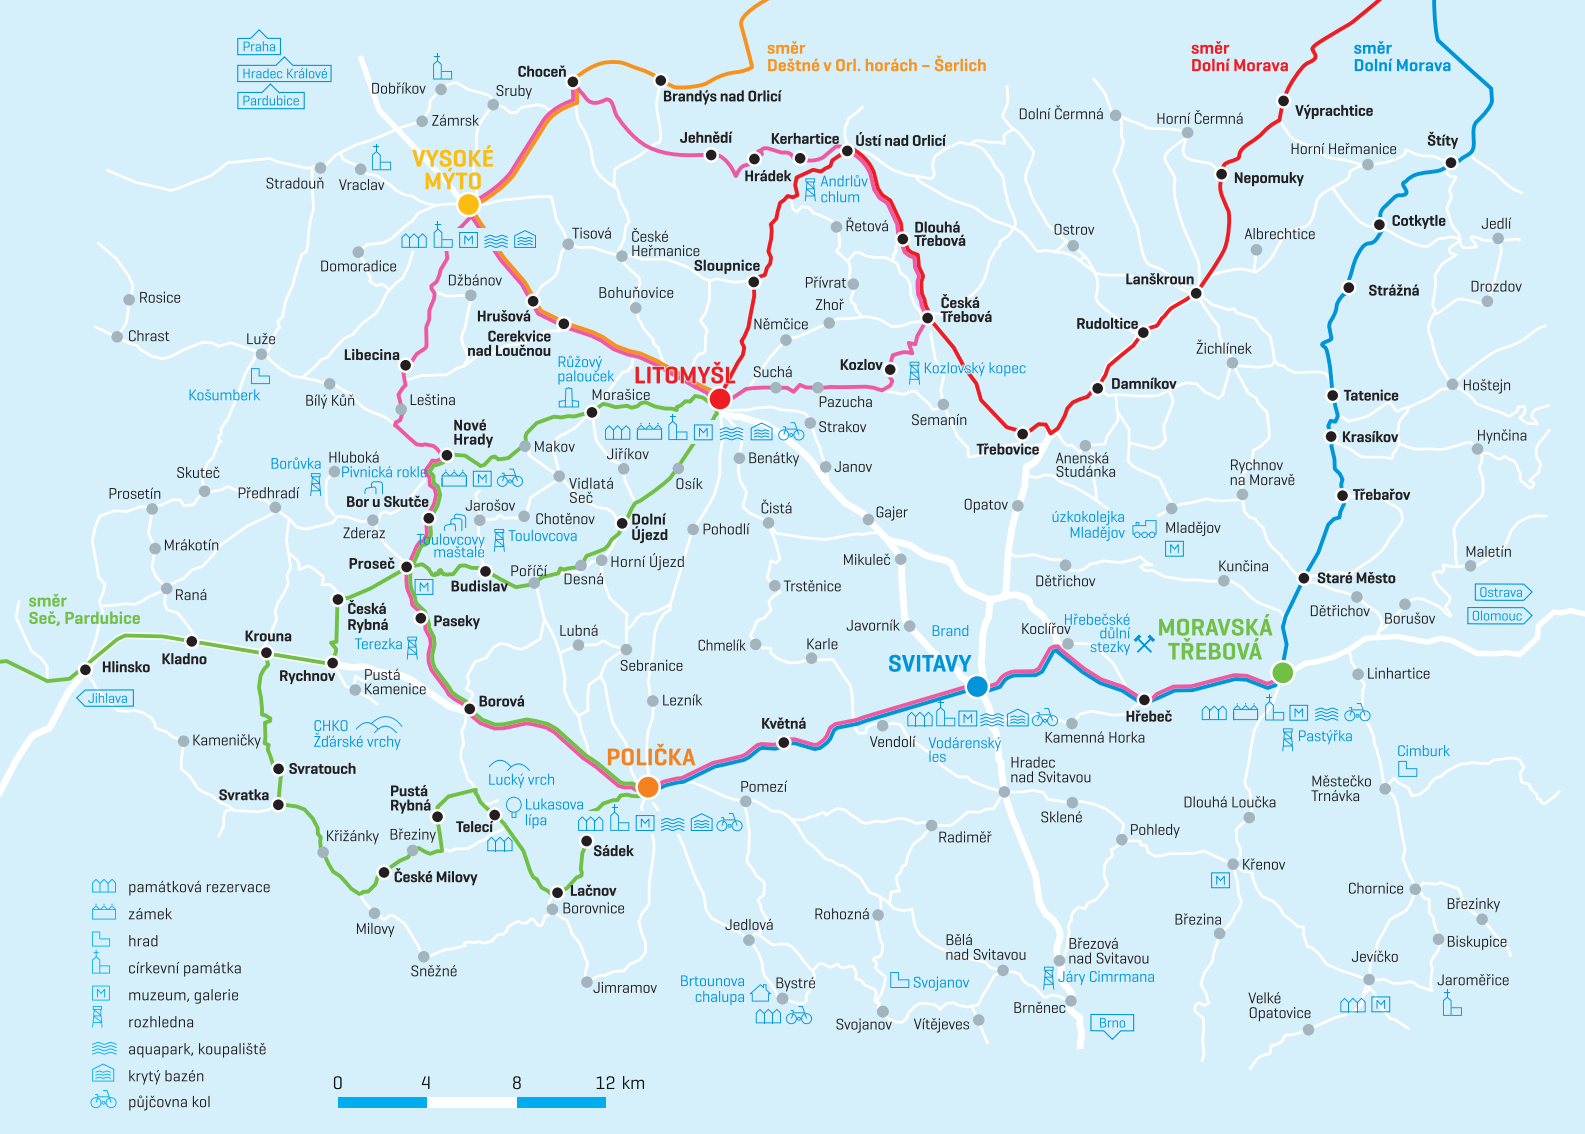 Praha
Hradec Králové
Pardubice
směr
Deštné v Orl. horách – Šerlich
směr
Dolní Morava
směr
Dolní Morava
Choceň
Brandýs nad Orlicí
Dobříkov
Sruby
Zámrsk
VYSOKÉ
MÝTO
Stradouň
Vraclav
Jehnědí
Kerhartice
Hrádek
Ústí nad Orlicí
Andrlův
chlum
Dolní Čermná
Horní Čermná
Výprachtice
Horní Heřmanice
Štíty
Nepomuky
Cotkytle
Jedlí
Albrechtice
Ostrov
Řetová
Dlouhá
Třebová
Tisová
České
Heřmanice
Domoradice
Džbánov
Sloupnice
Přívrat
Zhoř
Lanškroun
Strážná
Drozdov
Rosice
Chrast
Bohuňovice
Hrušová
Cerekvice
nad Loučnou
Němčice
Česká
Třebová
Rudoltice
Luže
Libecina
Růžový
palouček
LITOMYŠL
Suchá
Kozlov
Kozlovský kopec
Žichlínek
Košumberk
Bílý Kůň
Leština
Morašice
Pazucha
Semanín
Damníkov
Hoštejn
Tatenice
Nové
Hrady
Makov
Strakov
Třebovice
Krasíkov
Hynčina
Jiříkov
Benátky
Janov
Anenská
Studánka
Rychnov
na Moravě
Skuteč
Borůvka
Hluboká
Pivnická rokle
Prosetín
Předhradí
Bor u Skutče
Jarošov
Vidlatá
Seč
Osík
Opatov
Třebařov
Zderaz
Toulovcovy
maštale
Chotěnov
Toulovcova
Dolní
Újezd
Pohodlí
Čistá
Gajer
úzkokolejka
Mladějov
Mladějov
Mrákotín
Proseč
Budislav
Poříčí
Desná
Horní Újezd
Mikuleč
Maletín
Raná
Trstěnice
Dětřichov
Kunčina
Staré Město
Ostrava
Olomouc
směr
Seč, Pardubice
Česká
Rybná
Paseky
Dětřichov
Borušov
Krouna
Kladno
Terezka
Lubná
Javorník
Brand
Koclířov
Hřebečské
důlní
stezky
MORAVSKÁ
TŘEBOVÁ
Hlinsko
Rychnov
Pustá
Kamenice
Sebranice
Chmelík
Karle
SVITAVY
Linhartice
Jihlava
Borová
Lezník
CHKO
Žďárské vrchy
Kameničky
Květná
Vendolí
Vodárenský
les
Kamenná Horka
Hřebeč
Pastýřka
Cimburk
Svratouch
POLIČKA
Hradec
nad Svitavou
Městečko
Trnávka
Svratka
Pustá
Rybná
Lucký vrch
Lukasova
lípa
Telecí
Pomezí
Sklené
Dlouhá Loučka
Křižánky
Březiny
Sádek
Radiměř
Pohledy
Křenov
České Milovy
Lačnov
Borovnice
Chornice
Březinky
Milovy
Jedlová
Rohozná
Bělá
nad Svitavou
Březová
nad Svitavou
Březina
Biskupice
Sněžné
Jimramov
Brtounova
chalupa
Bystré
Svojanov
Járy Cimrmana
Jevíčko
Jaroměřice
Svojanov
Vítějeves
Brněnec
Brno
Velké
Opatovice
památková rezervace
zámek
hrad
církevní památka
M muzeum, galerie
rozhledna
aquapark, koupaliště
krytý bazén
půjčovna kol
0 4 8 12 km